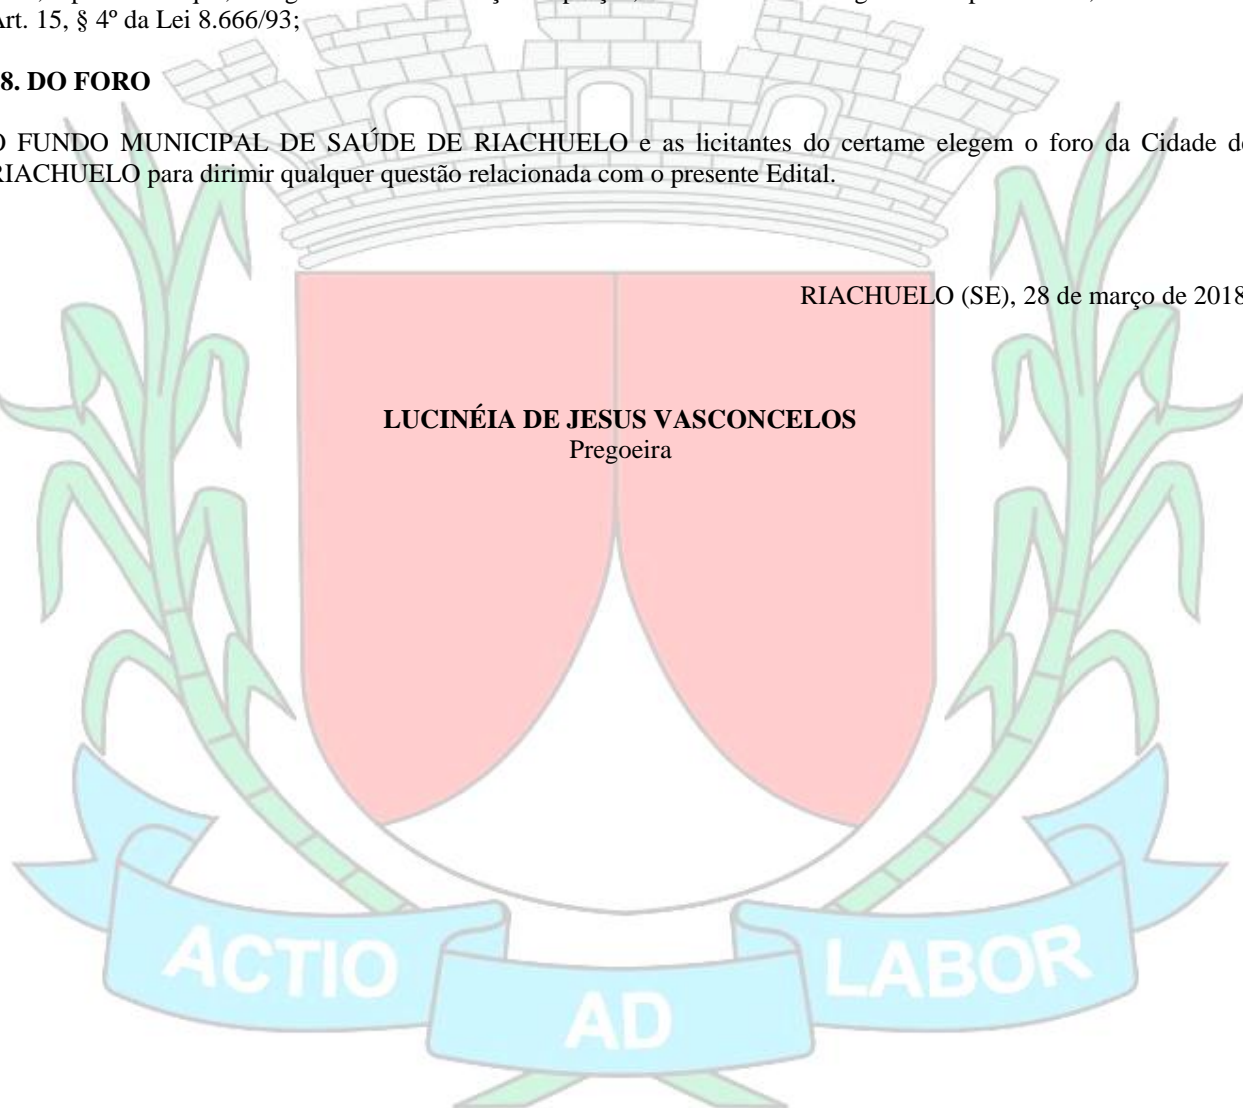 Art. 15, § 4º da Lei 8.666/93;
8. DO FORO
O FUNDO MUNICIPAL DE SAÚDE DE RIACHUELO e as licitantes do certame elegem o foro da Cidade de
RIACHUELO para dirimir qualquer questão relacionada com o presente Edital.
RIACHUELO (SE), 28 de março de 2018
LUCINÉIA DE JESUS VASCONCELOS
Pregoeira
ACTIO
AD
LABOR